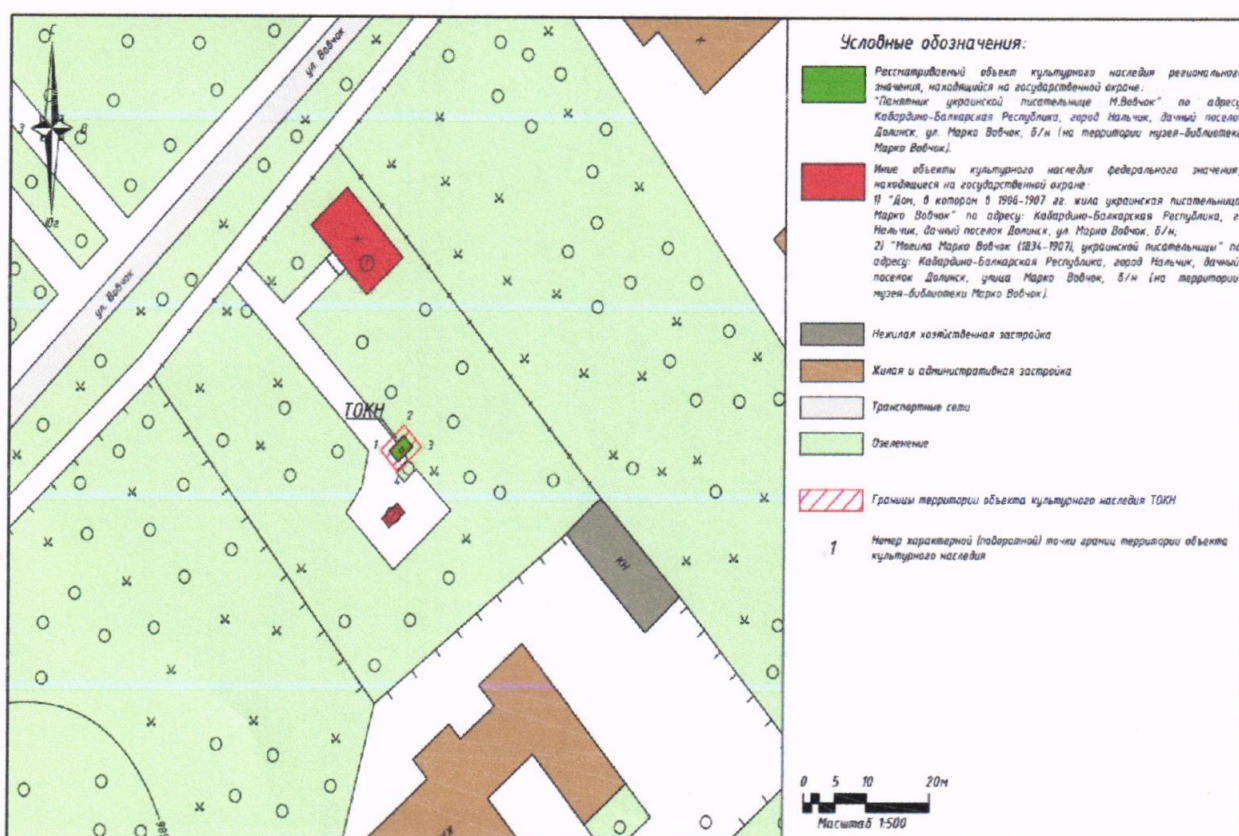 С
З
В
Юг
ул. Вовчок
ул. Вовчок
ТОКН
1
2
3
4
КН
КЖ
Условные обозначения:
Рассматриваемый объект культурного наследия регионального
значения, находящийся на государственной охране:
"Памятник украинской писательнице М.Вовчок" по адресу
Кабардино-Балкарская Республика, город Нальчик, дачный поселок
Долинск, ул. Марко Вовчок, б/н (на территории музея-библиотеки
Марко Вовчок).
Иные объекты культурного наследия федерального значения,
находящиеся на государственной охране:
1) "Дом, в котором в 1906-1907 гг. жила украинская писательница
Марко Вовчок" по адресу: Кабардино-Балкарская Республика, г.
Нальчик, дачный поселок Долинск, ул. Марко Вовчок, б/н;
2) "Могила Марко Вовчок (1834-1907), украинской писательницы" по
адресу: Кабардино-Балкарская Республика, город Нальчик, дачный
поселок Долинск, улица Марко Вовчок, б/н (на территории
музея-библиотеки Марко Вовчок).
Нежилая хозяйственная застройка
Жилая и административная застройка
Транспортные сети
Озеленение
Границы территории объекта культурного наследия ТОКН
1
Номер характерной (поворотной) точки границ территории объекта
культурного наследия
0 5 10 20м
Масштаб 1:500